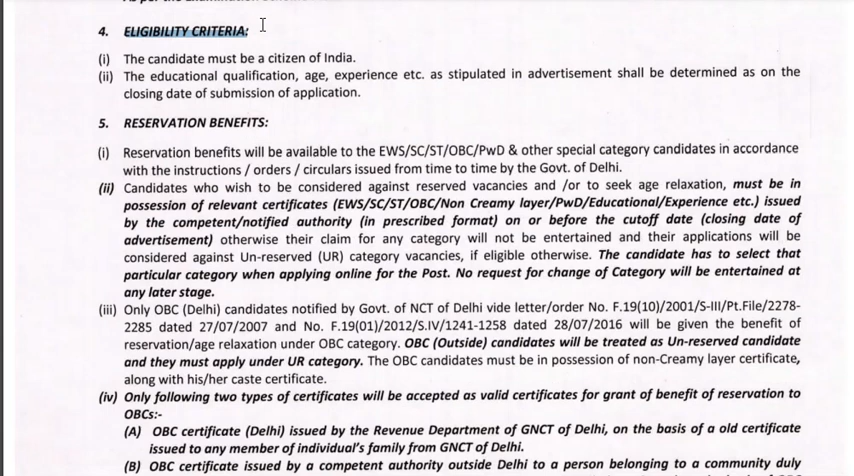 4. ELIGIBILITY CRITERIA:
(i) The candidate must be a citizen of India.
(ii) The educational qualification, age, experience etc. as stipulated in advertisement shall be determined as on the
closing date of submission of application.
5. RESERVATION BENEFITS:
(i) Reservation benefits will be available to the EWS/SC/ST/OBC/PwD & other special category candidates in accordance
with the instructions / orders / circulars issued from time to time by the Govt. of Delhi.
(ii) Candidates who wish to be considered against reserved vacancies and /or to seek age relaxation, must be in
possession of relevant certificates (EWS/SC/ST/OBC/Non Creamy layer/PwD/Educational/Experience etc.) issued
by the competent/notified authority (in prescribed format) on or before the cutoff date (closing date of
advertisement) otherwise their claim for any category will not be entertained and their applications will be
considered against Un-reserved (UR) category vacancies, if eligible otherwise. The candidate has to select that
particular category when applying online for the Post. No request for change of Category will be entertained at
any later stage.
(iii) Only OBC (Delhi) candidates notified by Govt. of NCT of Delhi vide letter/order No. F.19(10)/2001/S-III/Pt.File/2278-
2285 dated 27/07/2007 and No. F.19(01)/2012/S.IV/1241-1258 dated 28/07/2016 will be given the benefit of
reservation/age relaxation under OBC category. OBC (Outside) candidates will be treated as Un-reserved candidate
and they must apply under UR category. The OBC candidates must be in possession of non-Creamy layer certificate,
along with his/her caste certificate.
(iv) Only following two types of certificates will be accepted as valid certificates for grant of benefit of reservation to
OBCs:-
(A) OBC certificate (Delhi) issued by the Revenue Department of GNCT of Delhi, on the basis of a old certificate
issued to any member of individual's family from GNCT of Delhi.
(B) OBC certificate issued by a competent authority outside Delhi to a person belonging to a community duly